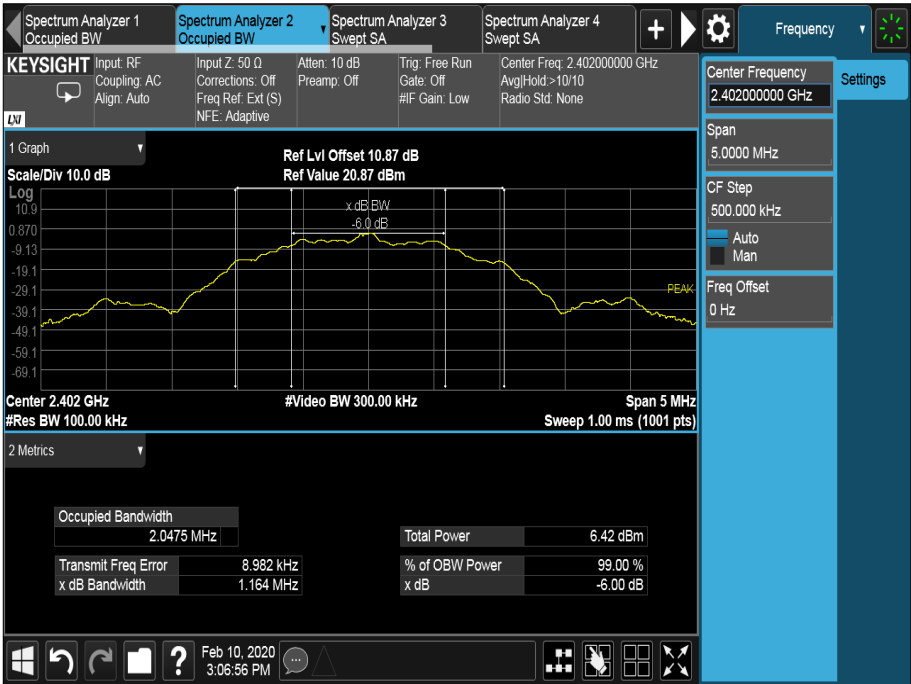 Spectrum Analyzer 1
Occupied BW
Spectrum Analyzer 2
Occupied BW
Spectrum Analyzer 3
Swept SA
Spectrum Analyzer 4
Swept SA
+
Frequency
KEYSIGHT
LXI
Input: RF
Coupling: AC
Align: Auto
Input Z: 50 Ω
Corrections: Off
Freq Ref: Ext (S)
NFE: Adaptive
Atten: 10 dB
Preamp: Off
Trig: Free Run
Gate: Off
#IF Gain: Low
Center Freq: 2.402000000 GHz
Avg|Hold:>10/10
Radio Std: None
Center Frequency
2.402000000 GHz
Settings
Span
5.0000 MHz
CF Step
500.000 kHz
Auto
Man
Freq Offset
0 Hz
1 Graph
Scale/Div 10.0 dB
Ref Lvl Offset 10.87 dB
Ref Value 20.87 dBm
Log
10.9
0.870
-9.13
-19.1
-29.1
-39.1
-49.1
-59.1
-69.1
x dB BW
-6.0 dB
PEAK
Center 2.402 GHz
#Video BW 300.00 kHz
Span 5 MHz
#Res BW 100.00 kHz
Sweep 1.00 ms (1001 pts)
2 Metrics
Occupied Bandwidth
2.0475 MHz
Total Power 6.42 dBm
Transmit Freq Error 8.982 kHz
% of OBW Power 99.00 %
x dB Bandwidth 1.164 MHz
x dB -6.00 dB
?
Feb 10, 2020
3:06:56 PM